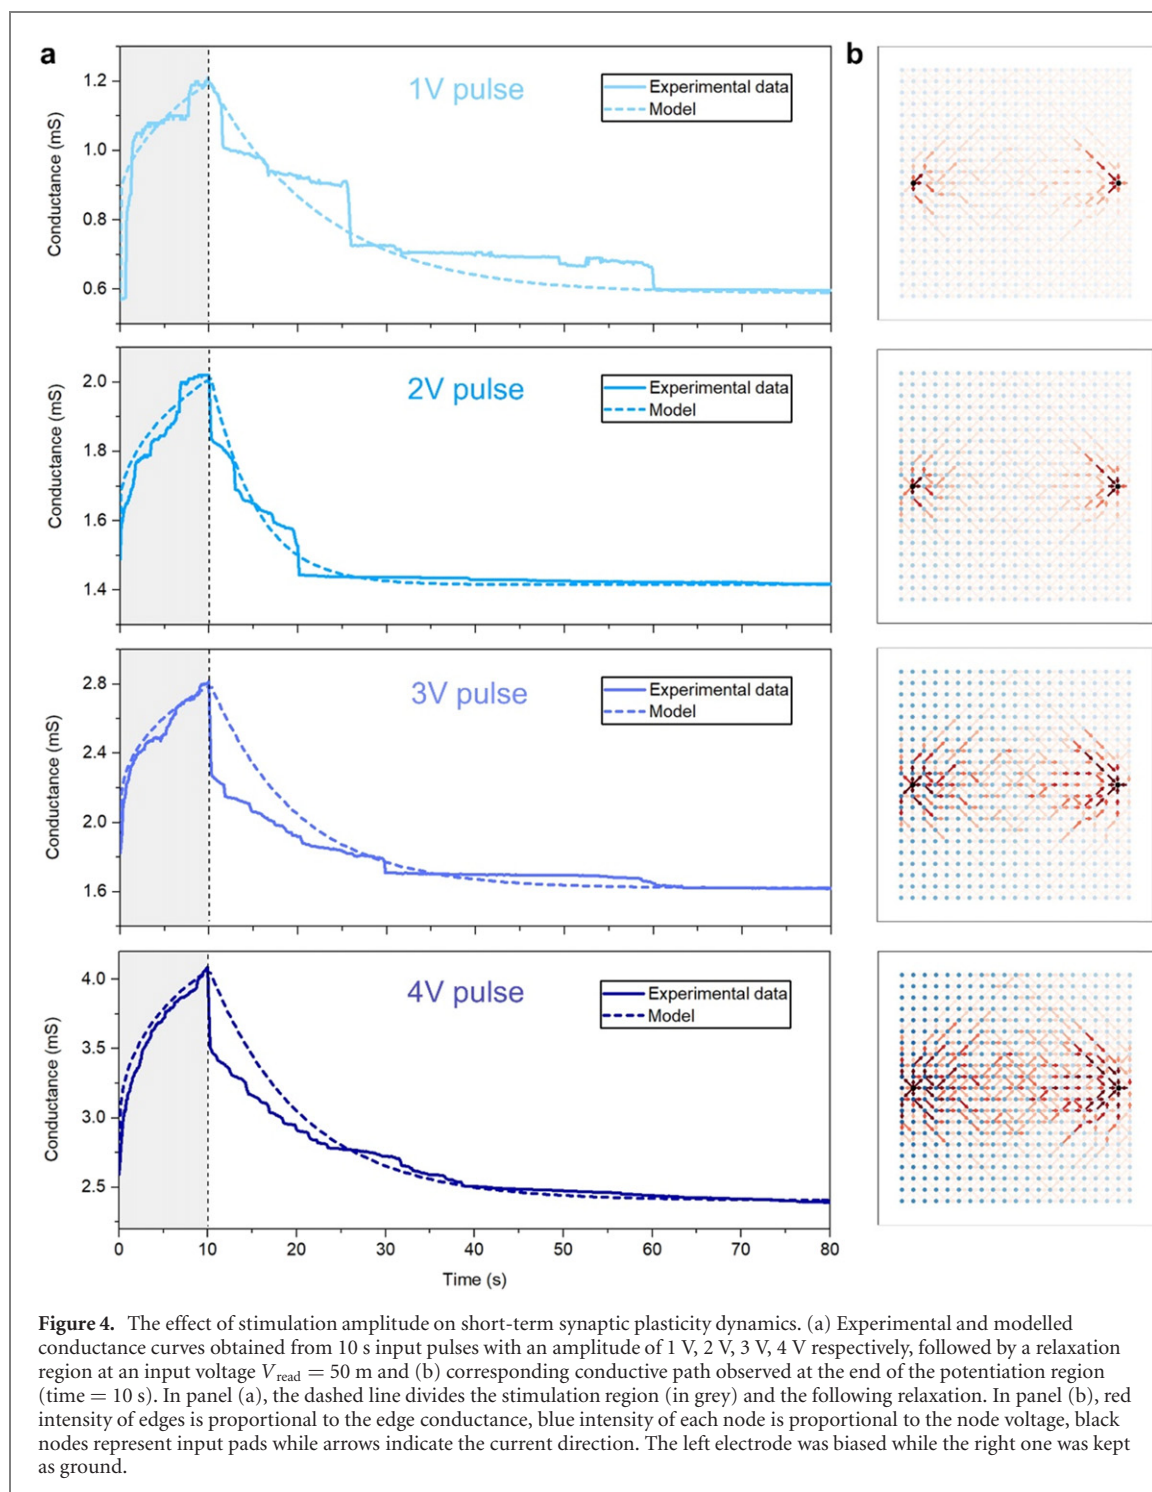 a
b
1V pulse
Experimental data
Model
Conductance (mS)
1.2
1.0
0.8
0.6
2V pulse
Experimental data
Model
Conductance (mS)
2.0
1.8
1.6
1.4
3V pulse
Experimental data
Model
Conductance (mS)
2.8
2.4
2.0
1.6
4V pulse
Experimental data
Model
Conductance (mS)
4.0
3.5
3.0
2.5
0 10 20 30 40 50 60 70 80
Time (s)
Figure 4. The effect of stimulation amplitude on short-term synaptic plasticity dynamics. (a) Experimental and modelled
conductance curves obtained from 10 s input pulses with an amplitude of 1 V, 2 V, 3 V, 4 V respectively, followed by a relaxation
region at an input voltage Vread = 50 m and (b) corresponding conductive path observed at the end of the potentiation region
(time = 10 s). In panel (a), the dashed line divides the stimulation region (in grey) and the following relaxation. In panel (b), red
intensity of edges is proportional to the edge conductance, blue intensity of each node is proportional to the node voltage, black
nodes represent input pads while arrows indicate the current direction. The left electrode was biased while the right one was kept
as ground.